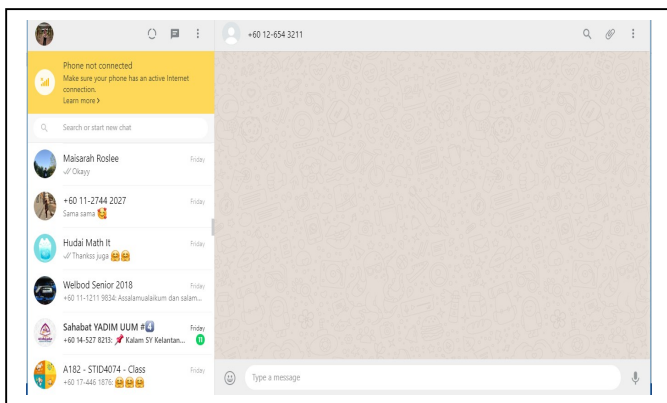 +60 12-654 3211
Phone not connected
Make sure your phone has an active Internet
connection.
Learn more >
Search or start new chat
Maisarah Roslee
Friday
Okayy
+60 11-2744 2027
Friday
Sama sama 🥰
Hudai Math It
Friday
Thankss juga 🤗🤗
Welbod Senior 2018
Friday
+60 11-1211 9834: Assalamualaikum dan salam...
Sahabat YADIM UUM #4️⃣
Friday
+60 14-527 8213: 📌 Kalam SY Kelantan...
11
A182 - STID4074 - Class
Friday
+60 17-446 1876: 🤗🤗🤗
Type a message